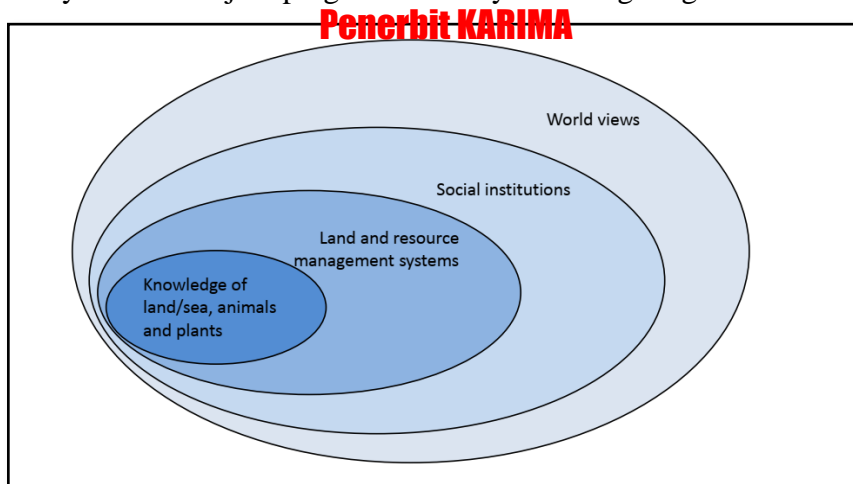 Penerbit KARIMA
World views
Social institutions
Land and resource
management systems
Knowledge of
land/sea, animals
and plants